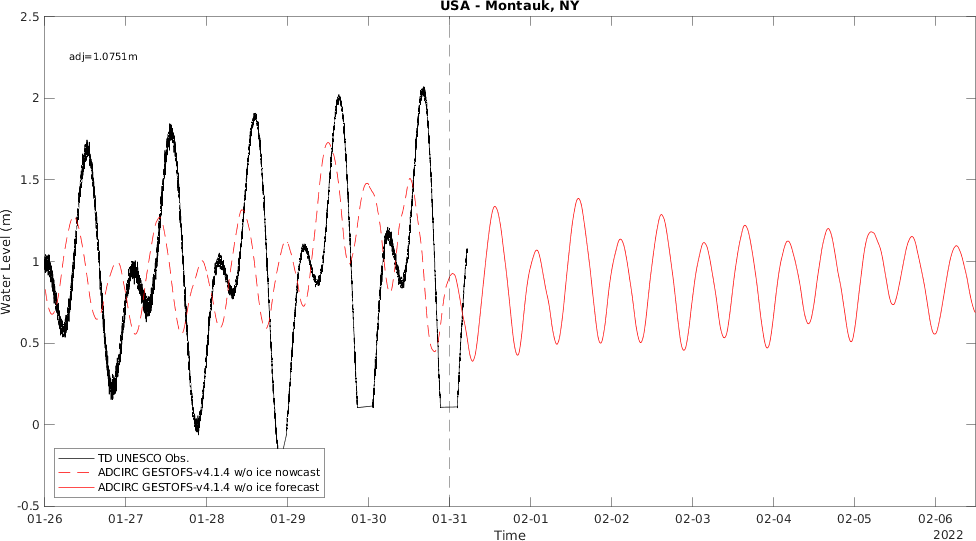 USA - Montauk, NY
2.5
adj=1.0751m
2
1.5
1
0.5
0
-0.5
Water Level (m)
TD UNESCO Obs.
ADCIRC GESTOFS-v4.1.4 w/o ice nowcast
ADCIRC GESTOFS-v4.1.4 w/o ice forecast
01-26 01-27 01-28 01-29 01-30 01-31 02-01 02-02 02-03 02-04 02-05 02-06
Time
2022